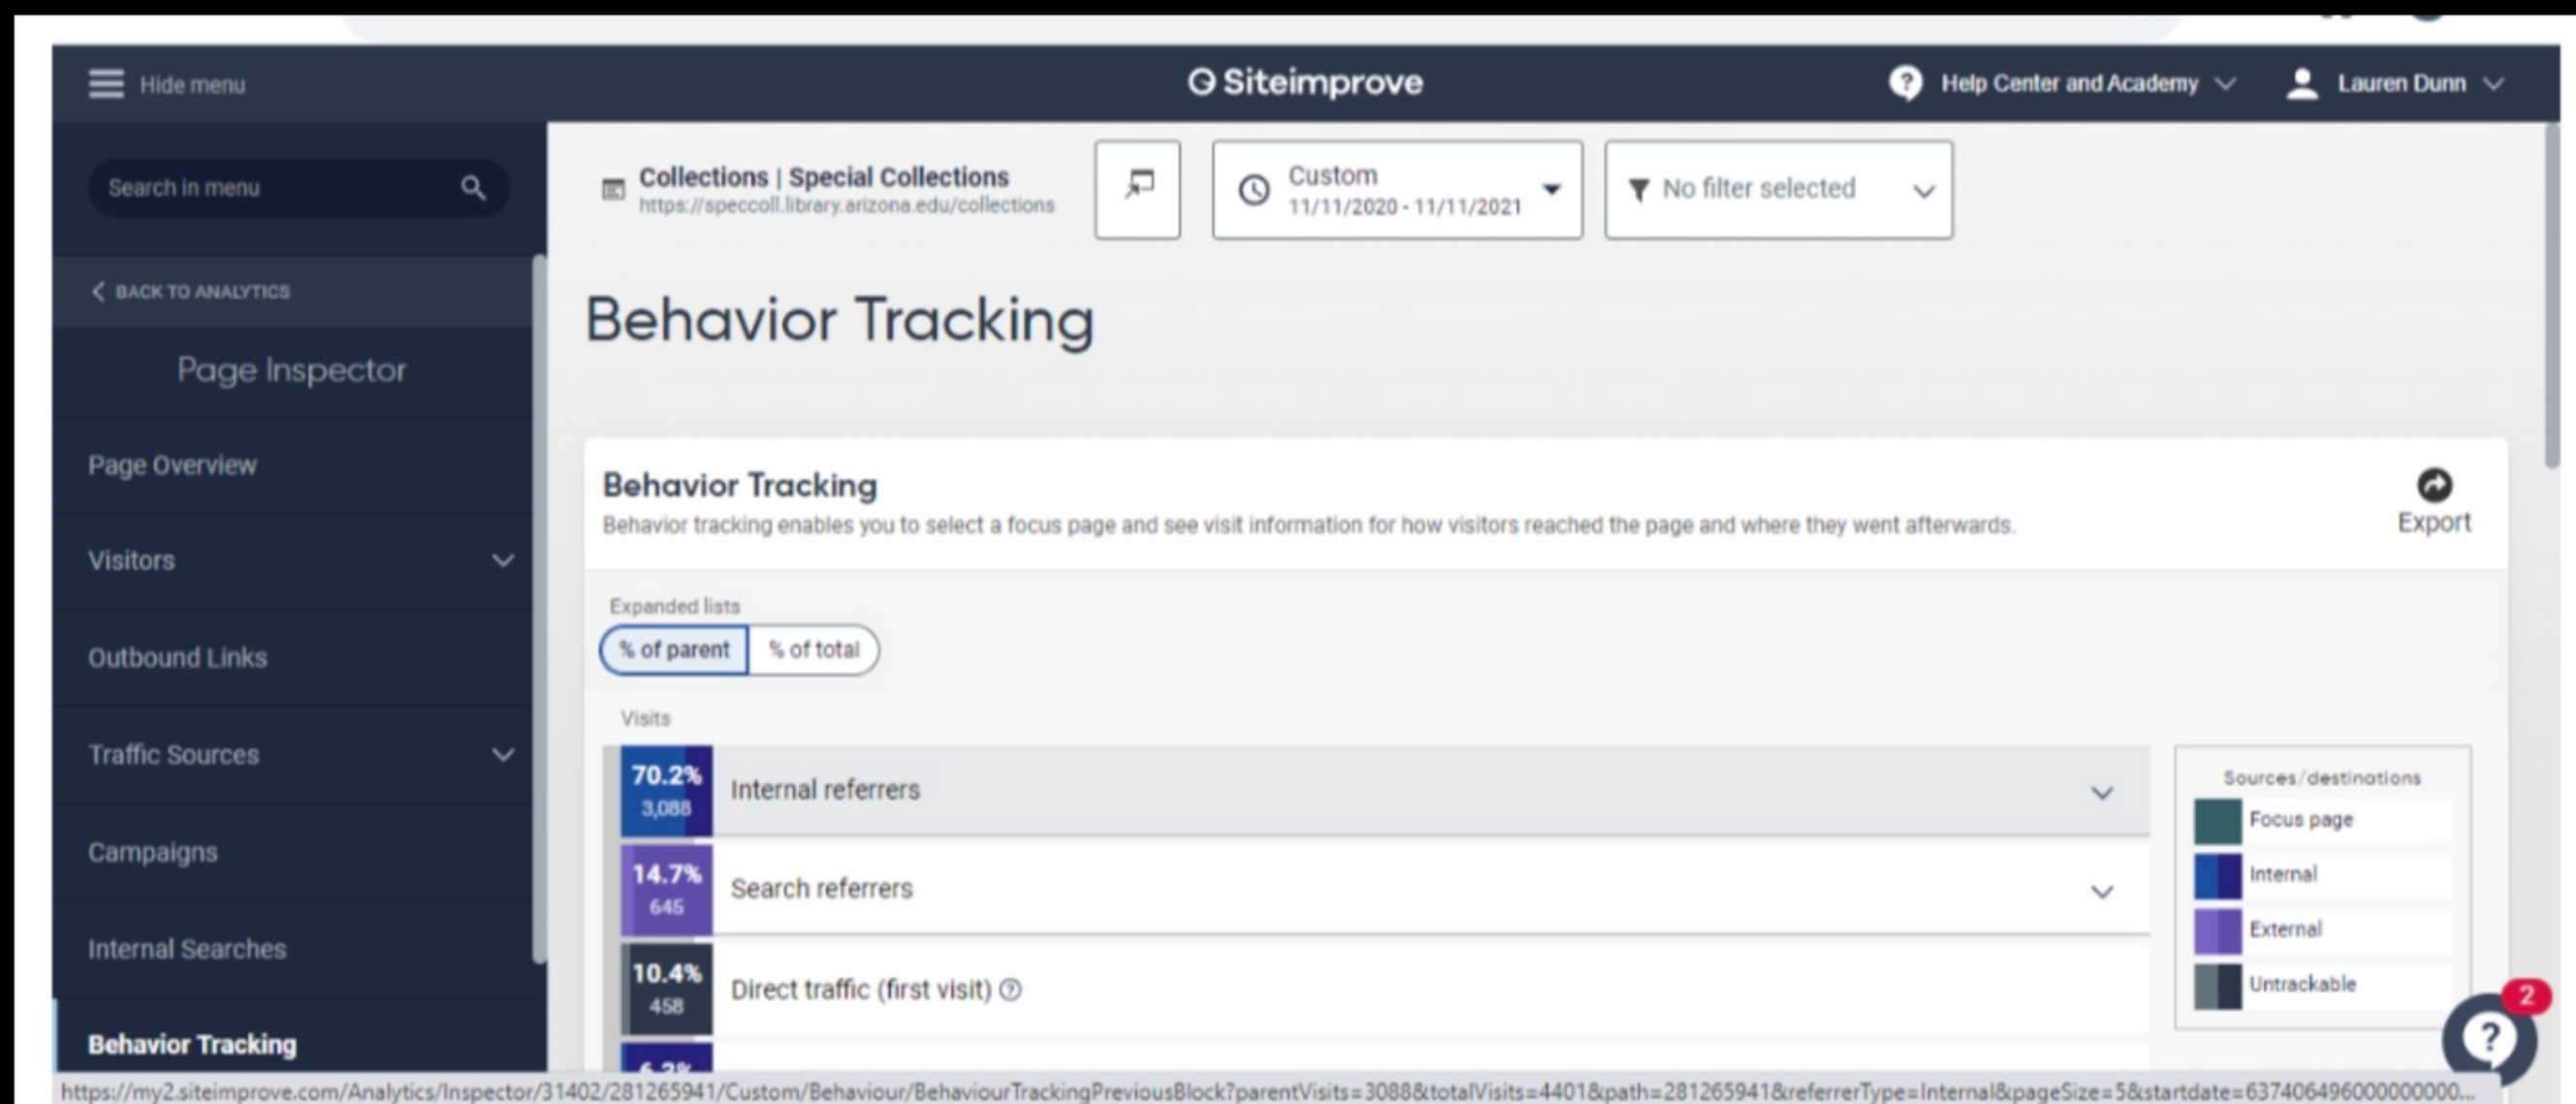 Hide menu
Siteimprove
Help Center and Academy
Lauren Dunn
Search in menu
BACK TO ANALYTICS
Page Inspector
Page Overview
Visitors
Outbound Links
Traffic Sources
Campaigns
Internal Searches
Behavior Tracking
Collections | Special Collections
https://speccoll.library.arizona.edu/collections
Custom
11/11/2020 - 11/11/2021
No filter selected
Behavior Tracking
Behavior Tracking
Behavior tracking enables you to select a focus page and see visit information for how visitors reached the page and where they went afterwards.
Export
Expanded lists
% of parent
% of total
Visits
70.2%
3,088
Internal referrers
14.7%
645
Search referrers
10.4%
458
Direct traffic (first visit)
Sources/destinations
Focus page
Internal
External
Untrackable
2
https://my2.siteimprove.com/Analytics/Inspector/31402/281265941/Custom/Behaviour/BehaviourTrackingPreviousBlock?parentVisits=3088&totalVisits=4401&path=281265941&referrerType=Internal&pageSize=5&startdate=637406496000000000...